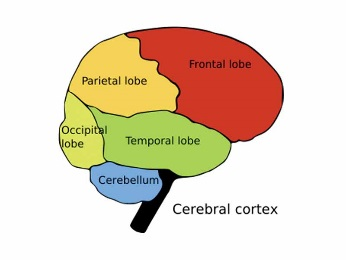 Frontal lobe
Parietal lobe
Occipital
lobe
Temporal lobe
Cerebellum
Cerebral cortex